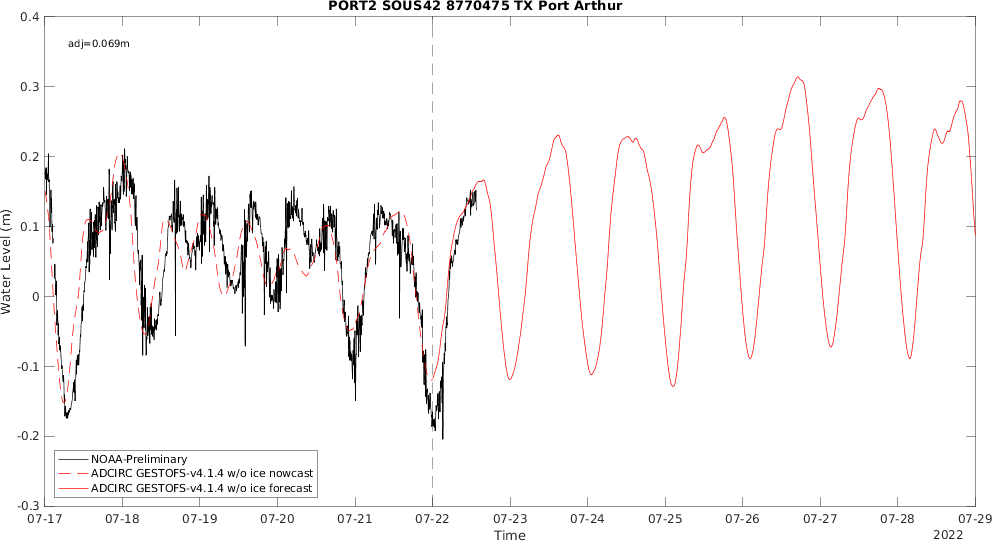 PORT2 SOUS42 8770475 TX Port Arthur
adj=0.069m
0.4
0.3
0.2
0.1
0
-0.1
-0.2
-0.3
Water Level (m)
NOAA-Preliminary
ADCIRC GESTOFS-v4.1.4 w/o ice nowcast
ADCIRC GESTOFS-v4.1.4 w/o ice forecast
07-17 07-18 07-19 07-20 07-21 07-22 07-23 07-24 07-25 07-26 07-27 07-28 07-29
Time
2022